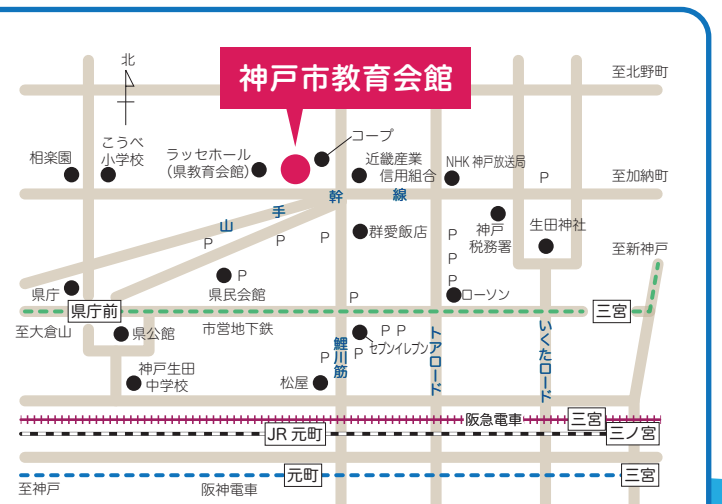 北
神戸市教育会館
至北野町
こうべ
小学校
相楽園
ラッセホール
(県教育会館)
コープ
近畿産業
信用組合
NHK 神戸放送局
P
至加納町
山手幹線
P
P
P
群愛飯店
P
P
P
神戸
税務署
生田神社
至新神戸
県庁
P
県民会館
P
ローソン
県庁前
三宮
至大倉山
県公館
市営地下鉄
鯉川筋
P P
セブンイレブン
P
P
トアロード
いくたロード
神戸生田
中学校
松屋
阪急電車
三宮
JR 元町
三ノ宮
元町
三宮
至神戸
阪神電車